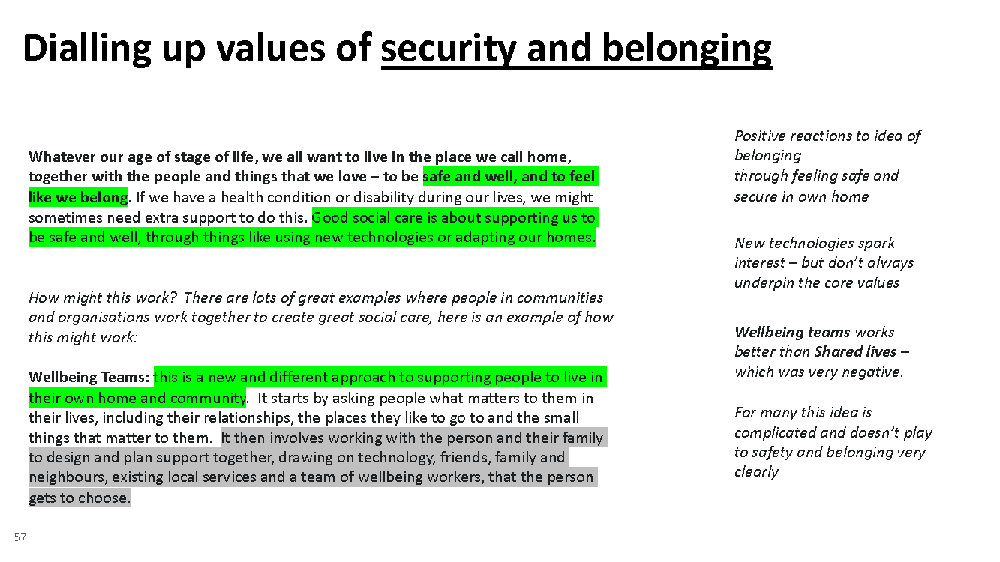 Dialling up values of security and belonging
Whatever our age of stage of life, we all want to live in the place we call home,
together with the people and things that we love – to be safe and well, and to feel
like we belong. If we have a health condition or disability during our lives, we might
sometimes need extra support to do this. Good social care is about supporting us to
be safe and well, through things like using new technologies or adapting our homes.
How might this work?  There are lots of great examples where people in communities
and organisations work together to create great social care, here is an example of how
this might work:
Wellbeing Teams: this is a new and different approach to supporting people to live in
their own home and community.  It starts by asking people what matters to them in
their lives, including their relationships, the places they like to go to and the small
things that matter to them.  It then involves working with the person and their family
to design and plan support together, drawing on technology, friends, family and
neighbours, existing local services and a team of wellbeing workers, that the person
gets to choose.
Positive reactions to idea of
belonging
through feeling safe and
secure in own home
New technologies spark
interest – but don’t always
underpin the core values
Wellbeing teams works
better than Shared lives –
which was very negative.
For many this idea is
complicated and doesn’t play
to safety and belonging very
clearly
57